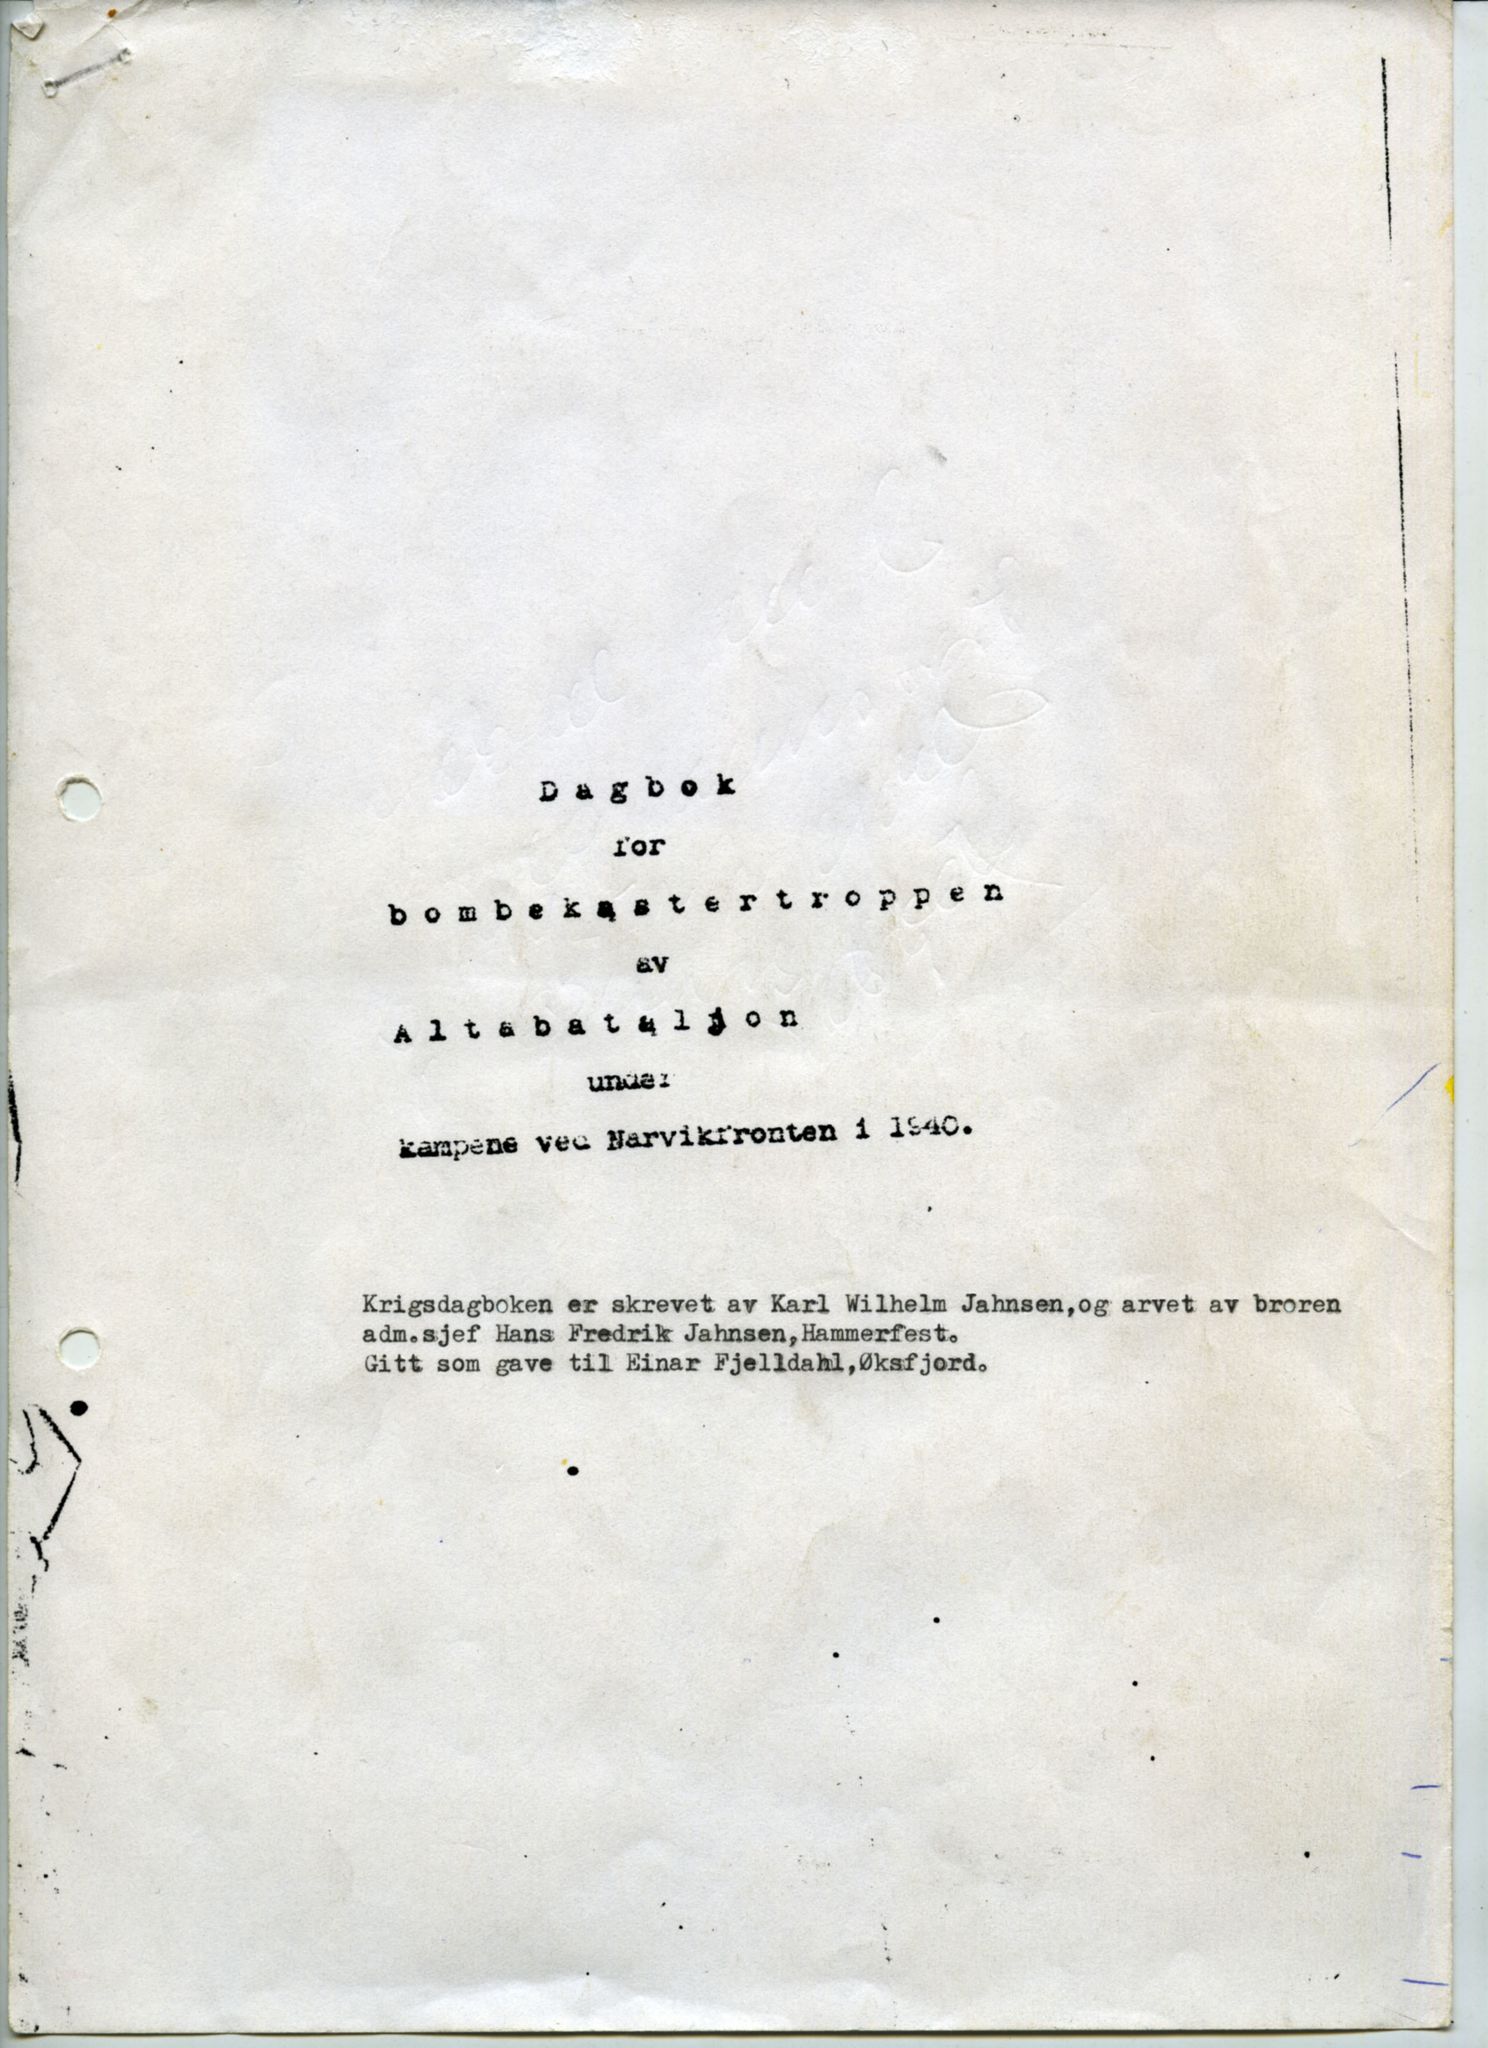 Dagbok
for
bombekastertroppen
av
Altabataljon
under
kampene ved Narvikfronten i 1940.
Krigsdagboken er skrevet av Karl Wilhelm Jahnsen,og arvet av broren
adm.sjef Hans Fredrik Jahnsen,Hammerfest.
Gitt som gave til Einar Fjelldahl,Øksfjord.